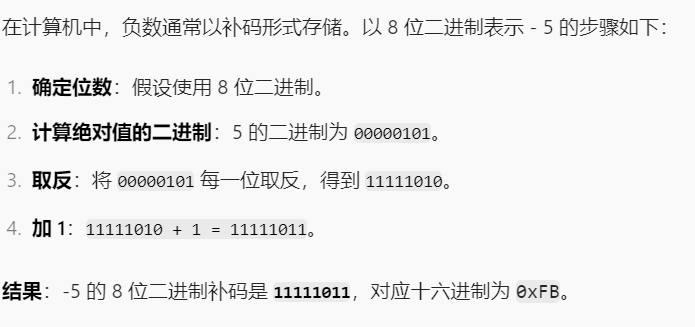 在计算机中，负数通常以补码形式存储。以 8 位二进制表示 - 5 的步骤如下：
1. 确定位数：假设使用 8 位二进制。
2. 计算绝对值的二进制：5 的二进制为 00000101。
3. 取反：将 00000101 每一位取反，得到 11111010。
4. 加 1：11111010 + 1 = 11111011。
结果：-5 的 8 位二进制补码是 11111011，对应十六进制为 0xFB。